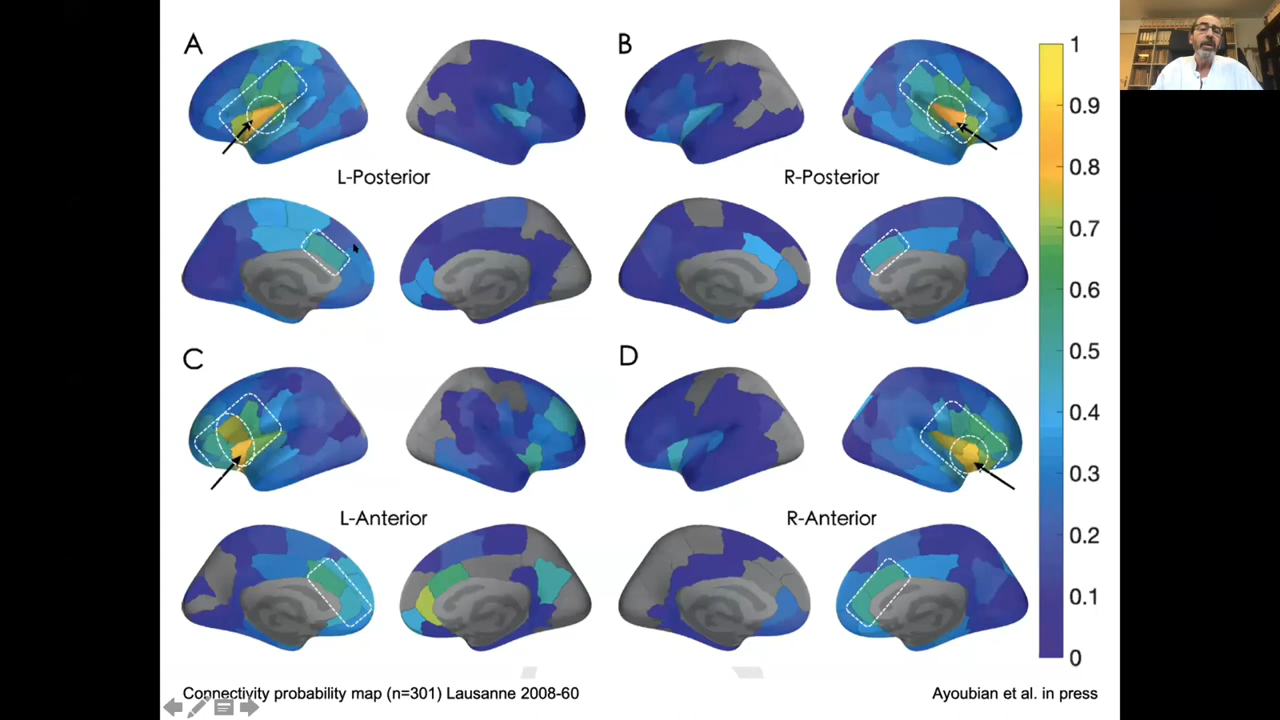 A
B
L-Posterior
R-Posterior
C
D
L-Anterior
R-Anterior
1
0.9
0.8
0.7
0.6
0.5
0.4
0.3
0.2
0.1
0
Connectivity probability map (n=301) Lausanne 2008-60
Ayoubian et al. in press